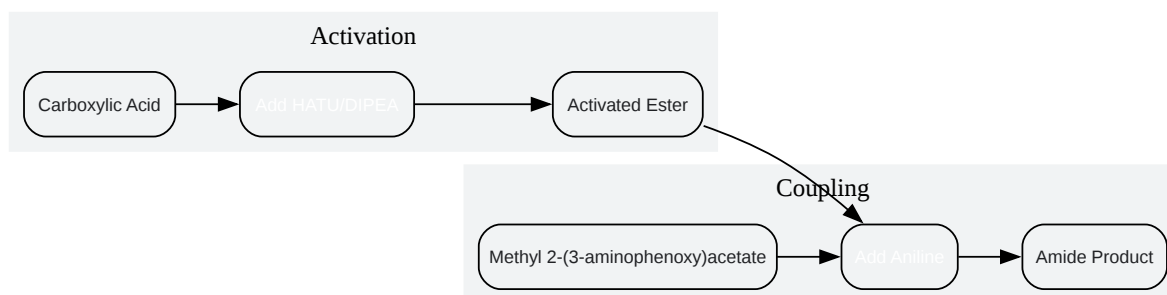 Activation
Carboxylic Acid
Add HATU/DIPEA
Activated Ester
Coupling
Methyl 2-(3-aminophenoxy)acetate
Add Aniline
Amide Product